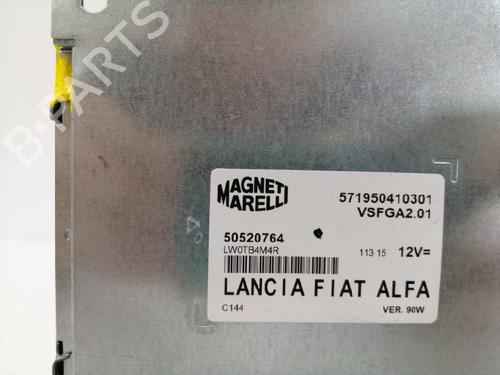 B-PARTS
MAGNETI
MARELLI
571950410301
VSFGA2.01
50520764
LW0TB4M4R
113 15 12V=
LANCIA FIAT ALFA
C144
VER. 90W